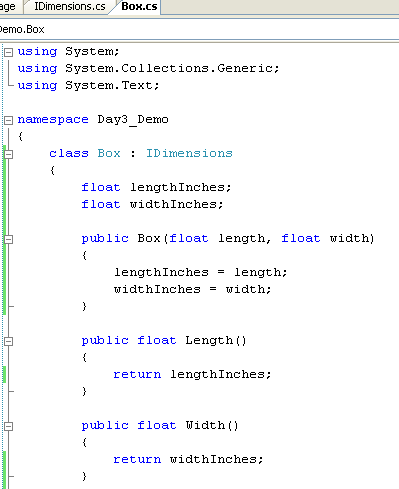 age IDimensions.cs Box.cs
Demo.Box
using System;
using System.Collections.Generic;
using System.Text;
namespace Day3_Demo
{
class Box : IDimensions
{
float lengthInches;
float widthInches;
public Box(float length, float width)
{
lengthInches = length;
widthInches = width;
}
public float Length()
{
return lengthInches;
}
public float Width()
{
return widthInches;
}